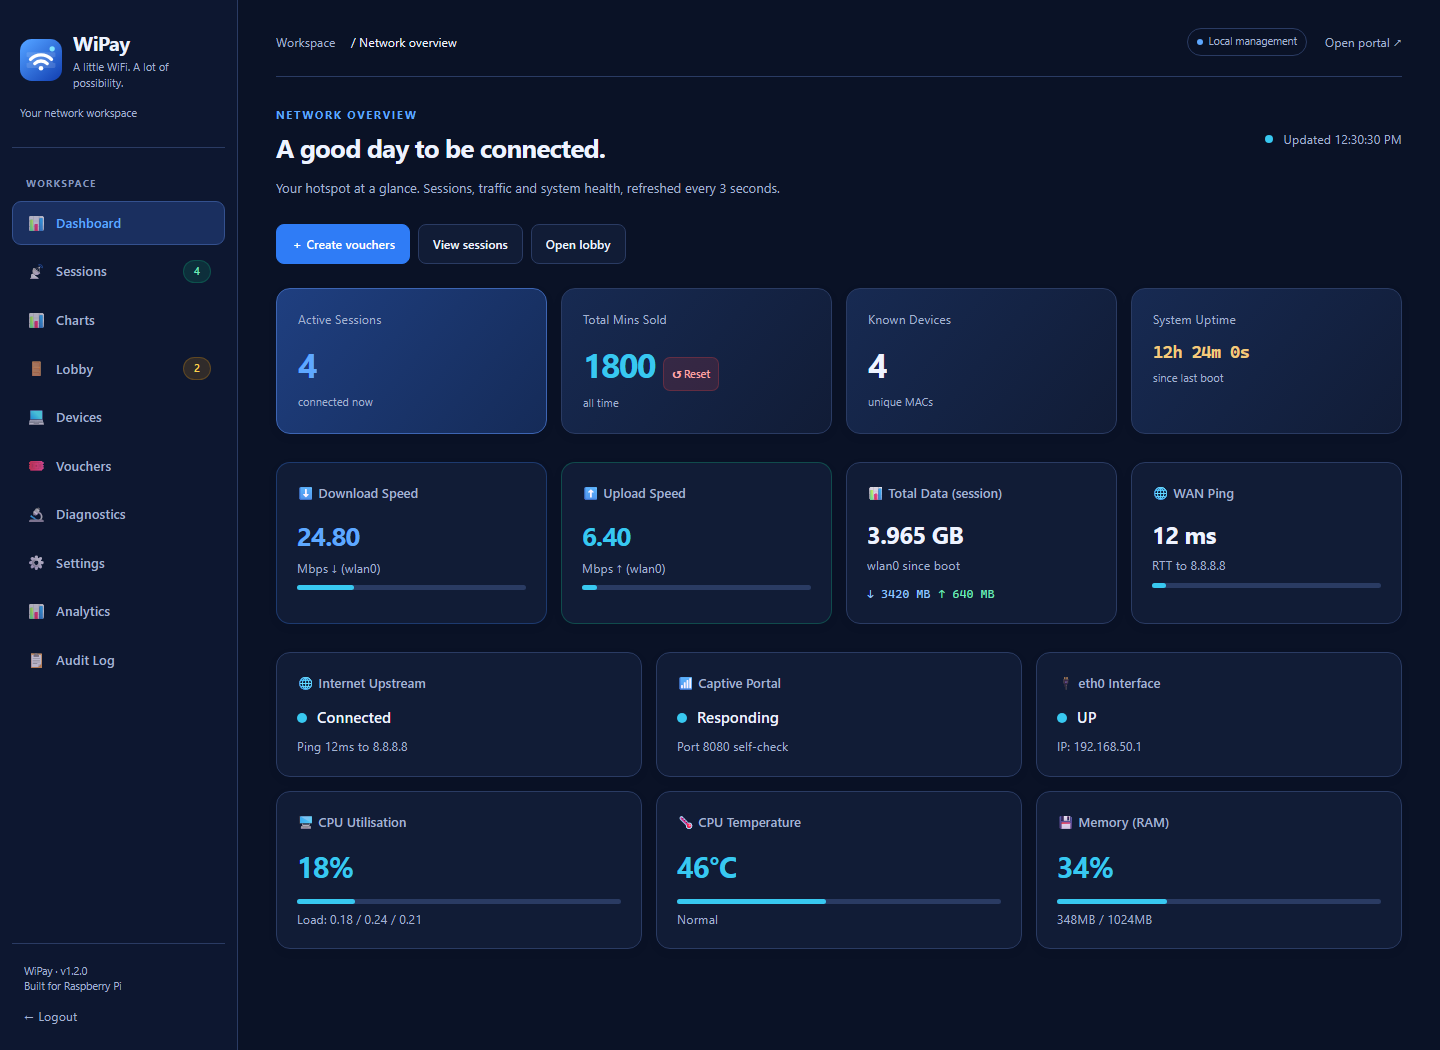 WiPay
A little WiFi. A lot of
possibility.
Your network workspace
WORKSPACE
Dashboard
Sessions 4
Charts
Lobby 2
Devices
Vouchers
Diagnostics
Settings
Analytics
Audit Log
WiPay · v1.2.0
Built for Raspberry Pi
← Logout
Workspace / Network overview
Local management
Open portal ↗
NETWORK OVERVIEW
A good day to be connected.
Updated 12:30:30 PM
Your hotspot at a glance. Sessions, traffic and system health, refreshed every 3 seconds.
+ Create vouchers
View sessions
Open lobby
Active Sessions
4
connected now
Total Mins Sold
1800 ↺ Reset
all time
Known Devices
4
unique MACs
System Uptime
12h 24m 0s
since last boot
Download Speed
24.80
Mbps ↓ (wlan0)
Upload Speed
6.40
Mbps ↑ (wlan0)
Total Data (session)
3.965 GB
wlan0 since boot
↓ 3420 MB ↑ 640 MB
WAN Ping
12 ms
RTT to 8.8.8.8
Internet Upstream
Connected
Ping 12ms to 8.8.8.8
Captive Portal
Responding
Port 8080 self-check
eth0 Interface
UP
IP: 192.168.50.1
CPU Utilisation
18%
Load: 0.18 / 0.24 / 0.21
CPU Temperature
46°C
Normal
Memory (RAM)
34%
348MB / 1024MB